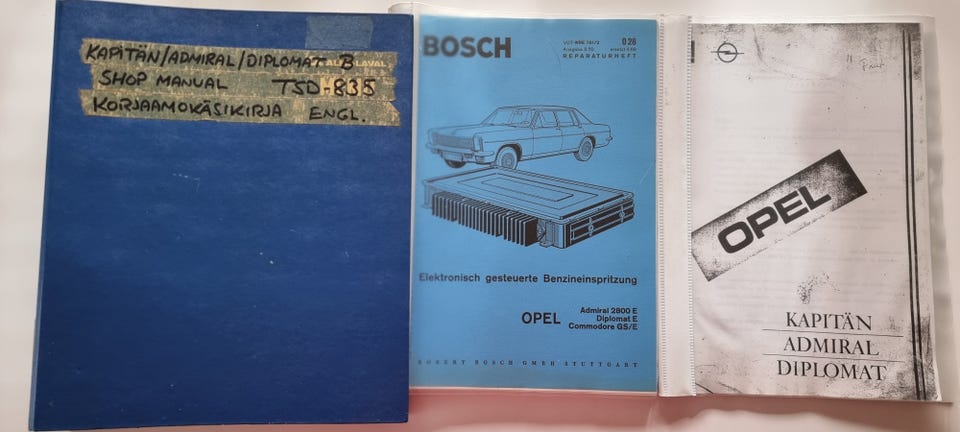 KAPITÄN/ADMIRAL/DIPLOMAT B
SHOP MANUAL TSD-835
KORJAAMOKÄSIKIRJA ENGL.
BOSCH
026
REPARATURHEFT
Elektronisch gesteuerte Benzineinspritzung
OPEL
Admiral 2800 E
Diplomat E
Commodore GS/E
ROBERT BOSCH GMBH STUTTGART
OPEL
KAPITÄN
ADMIRAL
DIPLOMAT